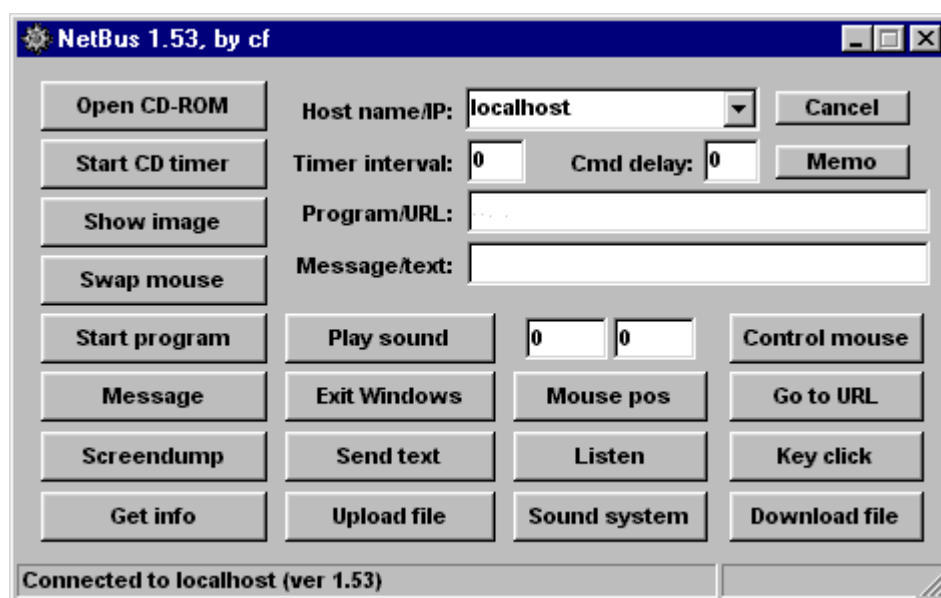 NetBus 1.53, by cf
Open CD-ROM
Host name/IP: localhost
Cancel
Start CD timer
Timer interval: 0
Cmd delay: 0
Memo
Show image
Program/URL:
Swap mouse
Message/text:
Start program
Play sound
0
0
Control mouse
Message
Exit Windows
Mouse pos
Go to URL
Screendump
Send text
Listen
Key click
Get info
Upload file
Sound system
Download file
Connected to localhost (ver 1.53)